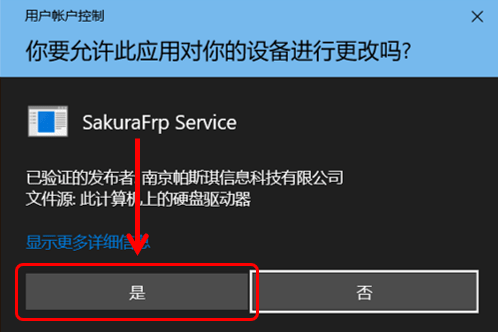 用户帐户控制
你要允许此应用对你的设备进行更改吗?
SakuraFrp Service
已验证的发布者: 南京帕斯琪信息科技有限公司
文件源: 此计算机上的硬盘驱动器
显示更多详细信息
是
否